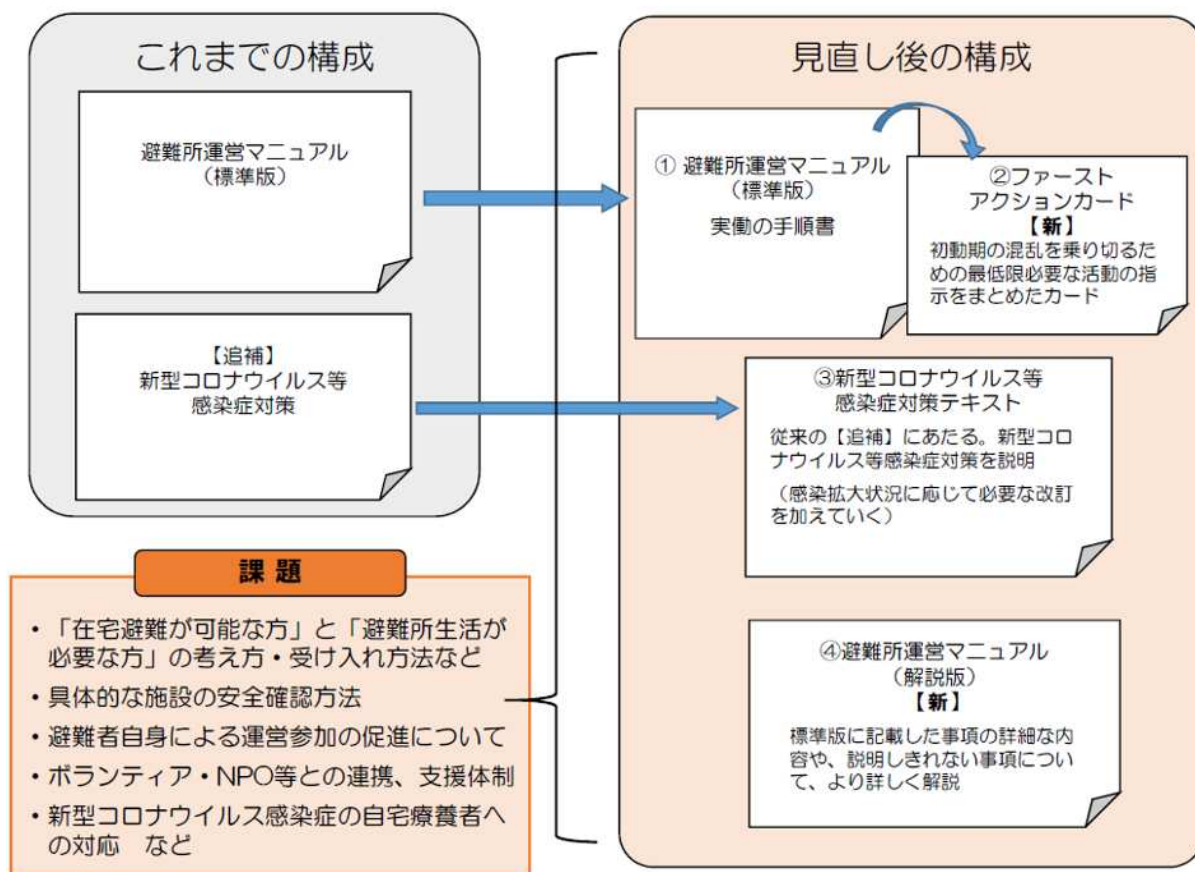 これまでの構成
避難所運営マニュアル
（標準版）
【追補】
新型コロナウイルス等
感染症対策
課 題
・「在宅避難が可能な方」と「避難所生活が
必要な方」の考え方・受け入れ方法など
・具体的な施設の安全確認方法
・避難者自身による運営参加の促進について
・ボランティア・NPO等との連携、支援体制
・新型コロナウイルス感染症の自宅療養者へ
の対応　など
見直し後の構成
① 避難所運営マニュアル
（標準版）
実働の手順書
②ファースト
アクションカード
【新】
初動期の混乱を乗り切るた
めの最低限必要な活動の指
示をまとめたカード
③新型コロナウイルス等
感染症対策テキスト
従来の【追補】にあたる。新型コロ
ナウイルス等感染症対策を説明
（感染拡大状況に応じて必要な改訂
を加えていく）
④避難所運営マニュアル
（解説版）
【新】
標準版に記載した事項の詳細な内
容や、説明しきれない事項につい
て、より詳しく解説